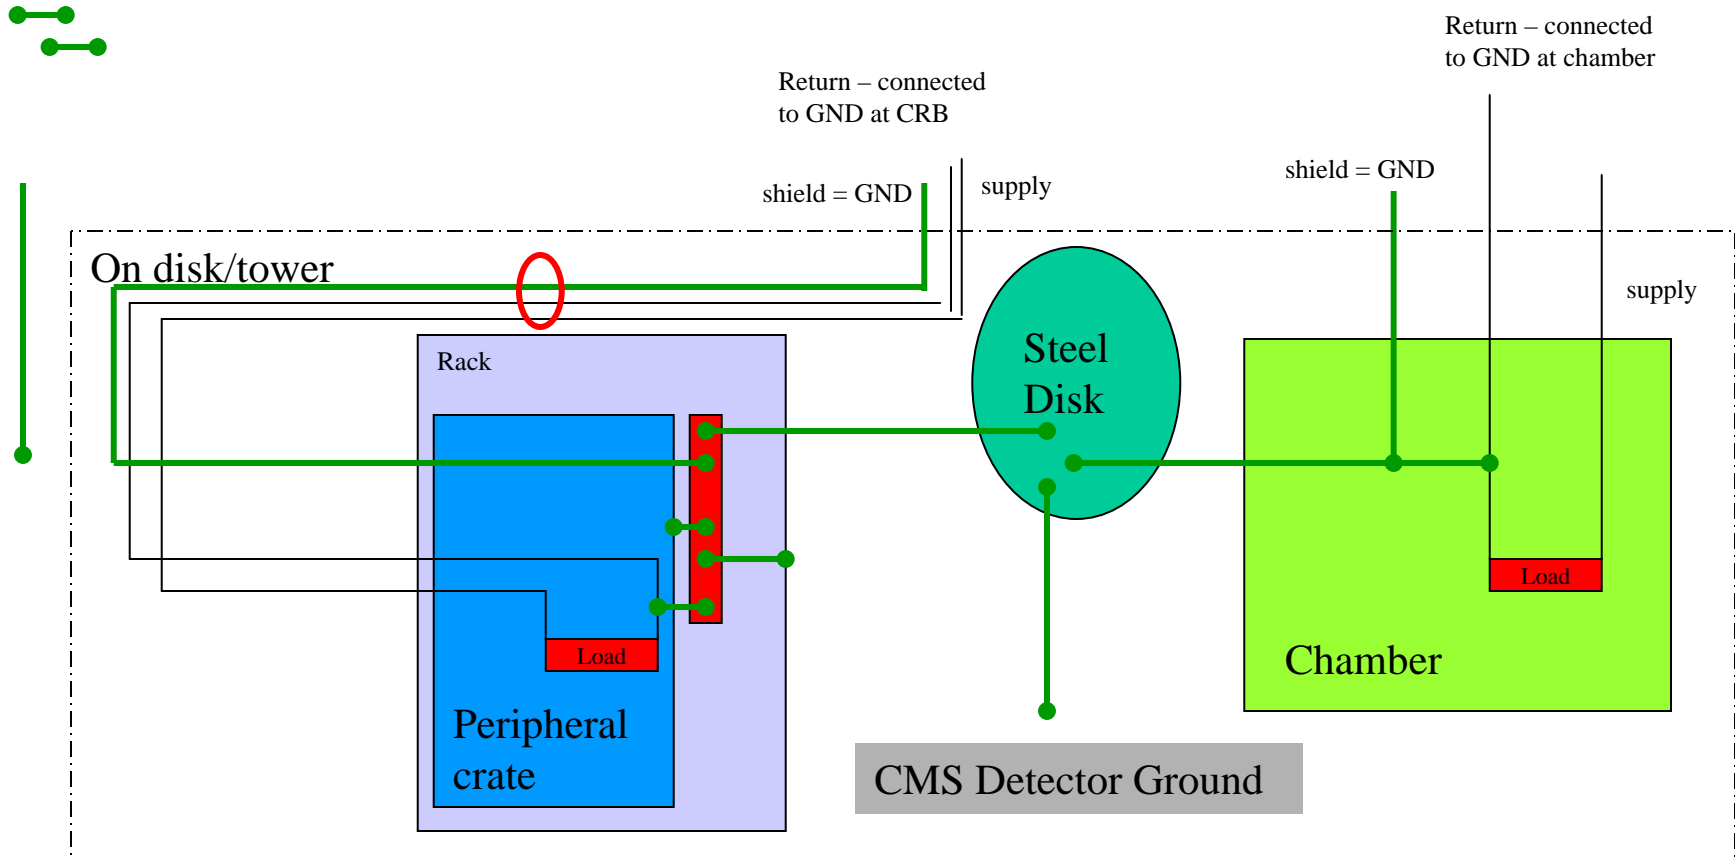 Return – connected
to GND at chamber
Return – connected
to GND at CRB
shield = GND
supply
shield = GND
On disk/tower
supply
Rack
Steel
Disk
Load
Load
Chamber
Peripheral
crate
CMS Detector Ground